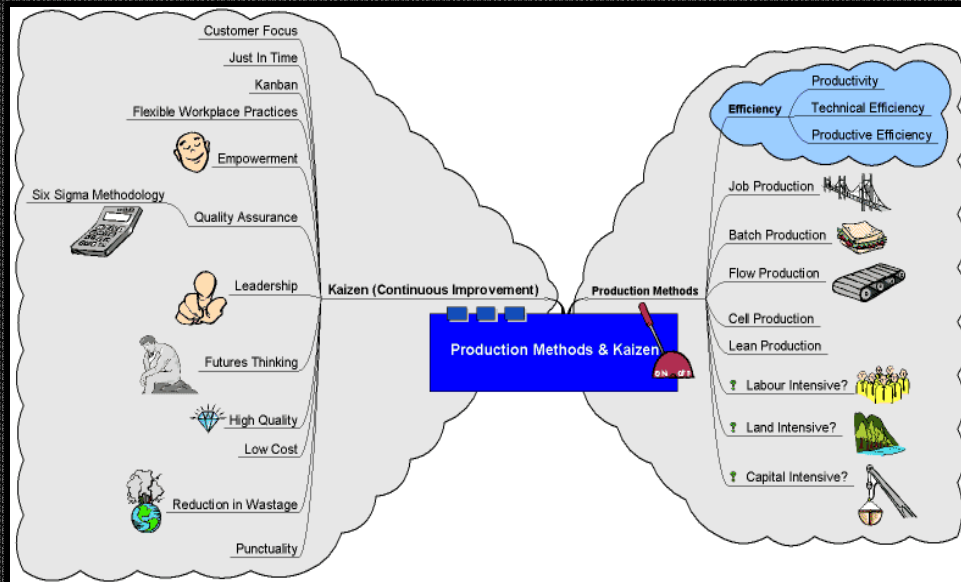 Customer Focus
Just In Time
Kanban
Flexible Workplace Practices
Empowerment
Six Sigma Methodology
Quality Assurance
Leadership
Kaizen (Continuous Improvement)
Futures Thinking
High Quality
Low Cost
Reduction in Wastage
Punctuality
Production Methods & Kaizen
ON OFF
Production Methods
Efficiency
Productivity
Technical Efficiency
Productive Efficiency
Job Production
Batch Production
Flow Production
Cell Production
Lean Production
? Labour Intensive?
? Land Intensive?
? Capital Intensive?